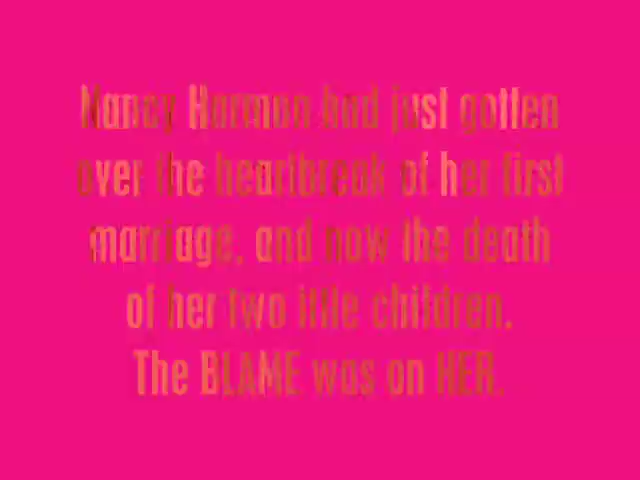 Nancy Harmon had just gotten
over the heartbreak of her first
marriage, and now the death
of her two little children.
The BLAME was on HER.